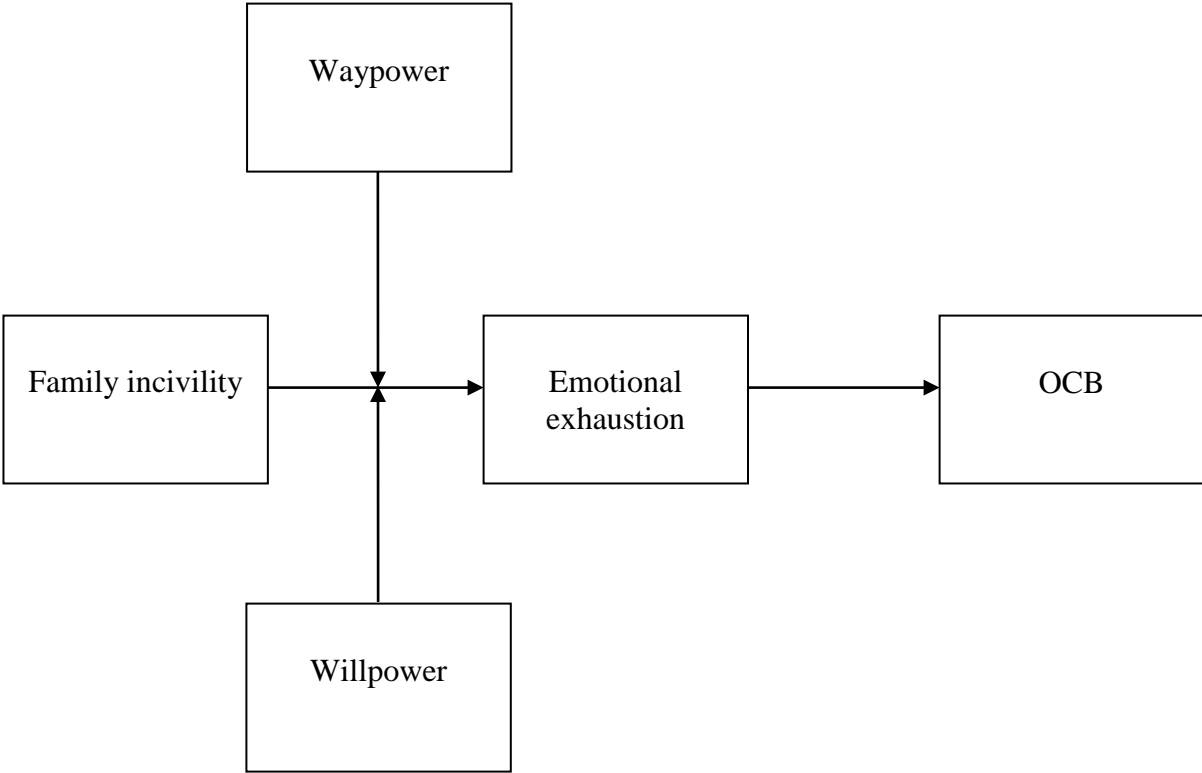 Waypower
Family incivility
Emotional
exhaustion
OCB
Willpower